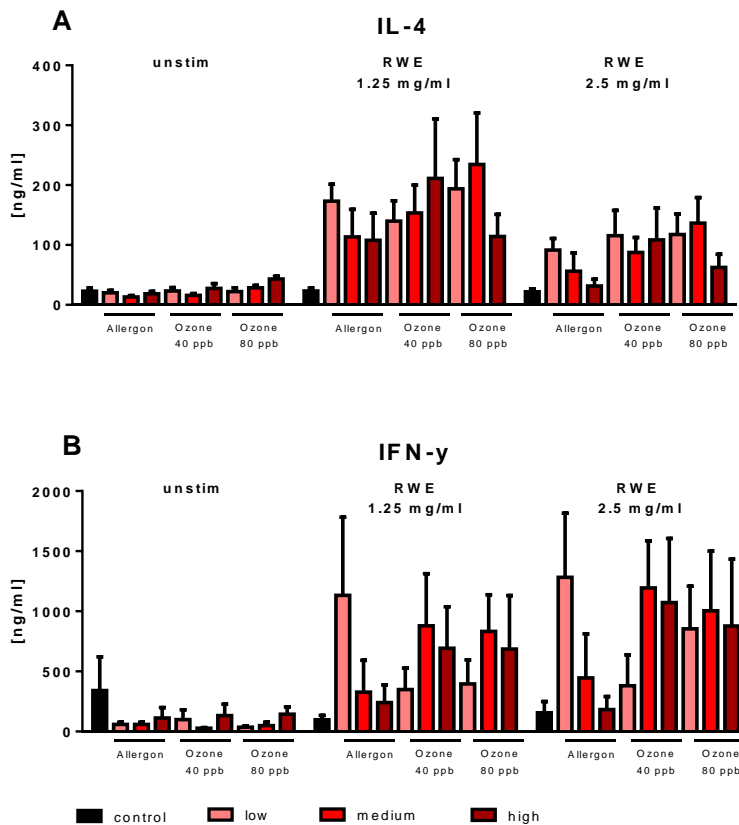 A
IL-4
unstim
RWE
1.25 mg/ml
RWE
2.5 mg/ml
[ng/ml]
400
300
200
100
0
Allergon
Ozone
40 ppb
Ozone
80 ppb
Allergon
Ozone
40 ppb
Ozone
80 ppb
Allergon
Ozone
40 ppb
Ozone
80 ppb
B
IFN-y
unstim
RWE
1.25 mg/ml
RWE
2.5 mg/ml
[ng/ml]
2000
1500
1000
500
0
Allergon
Ozone
40 ppb
Ozone
80 ppb
Allergon
Ozone
40 ppb
Ozone
80 ppb
Allergon
Ozone
40 ppb
Ozone
80 ppb
control
low
medium
high